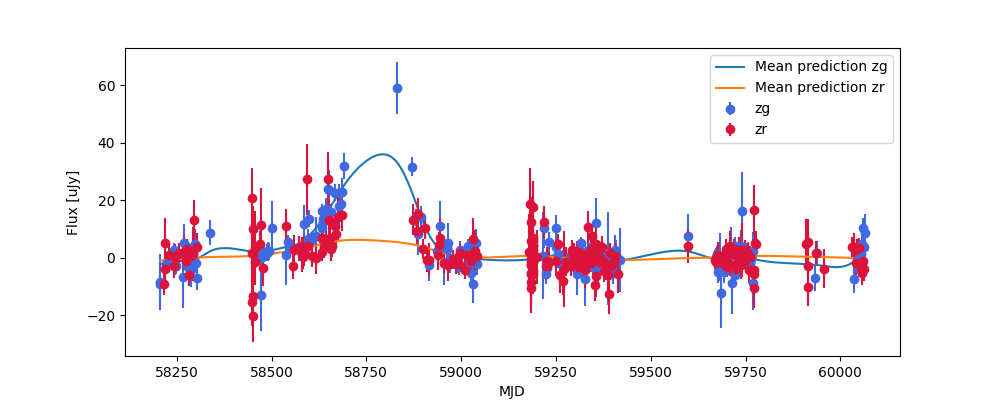 Mean prediction zg
Mean prediction zr
zg
zr
Flux [uJy]
60
40
20
0
−20
58250
58500
58750
59000
59250
59500
59750
60000
MJD